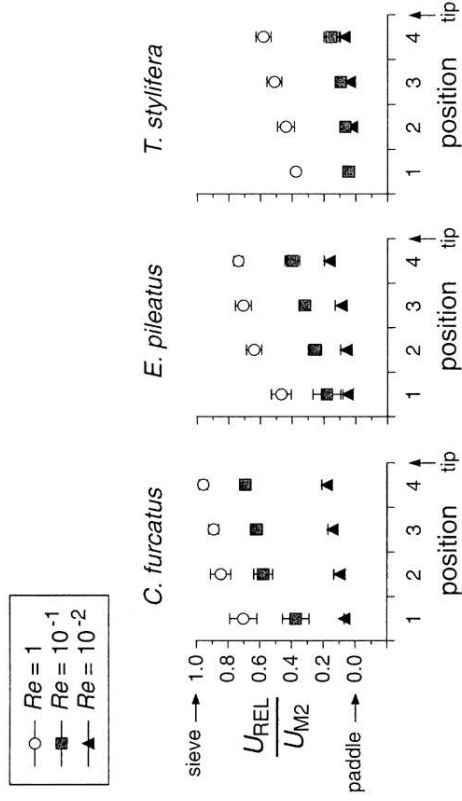 Re = 1
Re = 10⁻¹
Re = 10⁻²
C. furcatus
E. pileatus
T. stylifera
sieve
1.0
0.8
0.6
0.4
0.2
0.0
paddle
U_REL
U_M2
1 2 3 4 tip
position
1 2 3 4 tip
position
1 2 3 4 tip
position